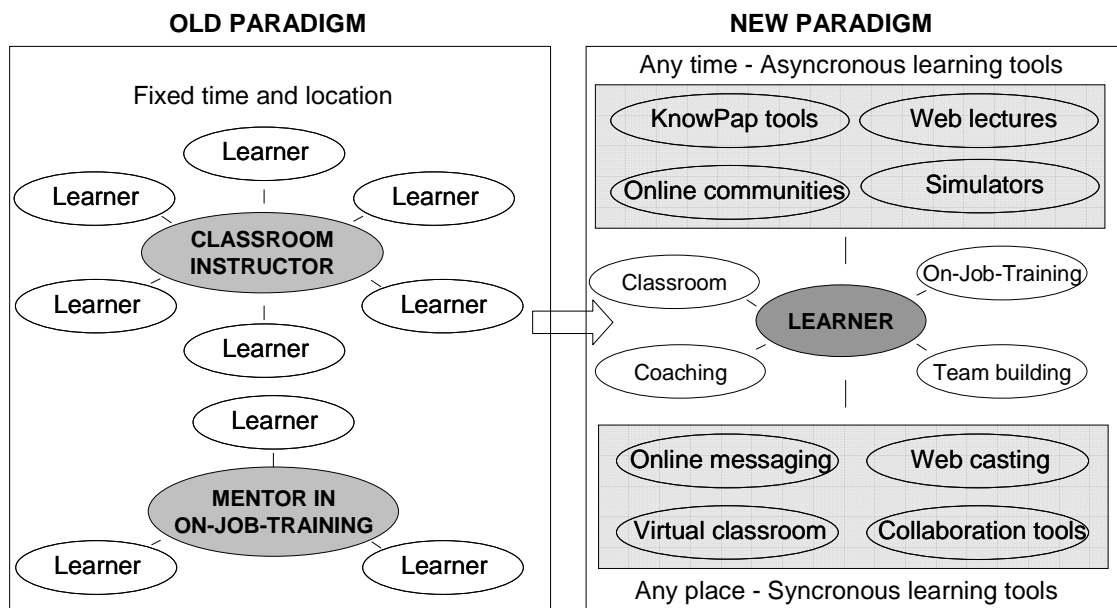 OLD PARADIGM
Fixed time and location
Learner
Learner
Learner
CLASSROOM
INSTRUCTOR
Learner
Learner
Learner
Learner
MENTOR IN
ON-JOB-TRAINING
Learner
Learner
NEW PARADIGM
Any time - Asyncronous learning tools
KnowPap tools
Web lectures
Online communities
Simulators
Classroom
On-Job-Training
LEARNER
Coaching
Team building
Online messaging
Web casting
Virtual classroom
Collaboration tools
Any place - Syncronous learning tools